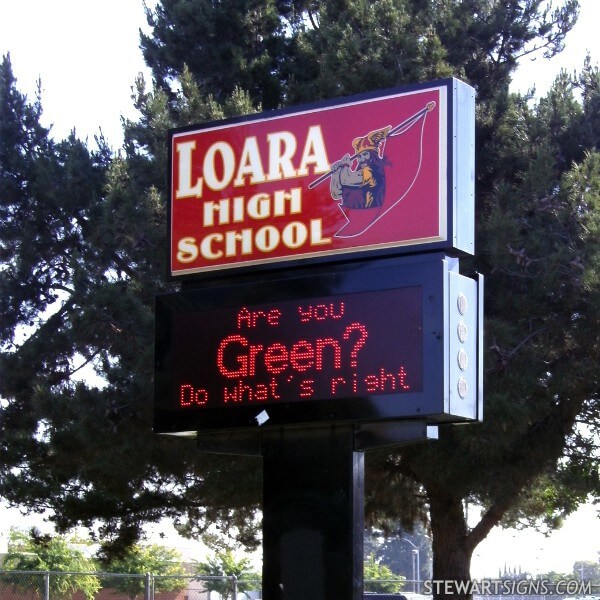 LOARA
HIGH
SCHOOL
Are you
Green?
Do what's right
STEWARTSIGNS.COM